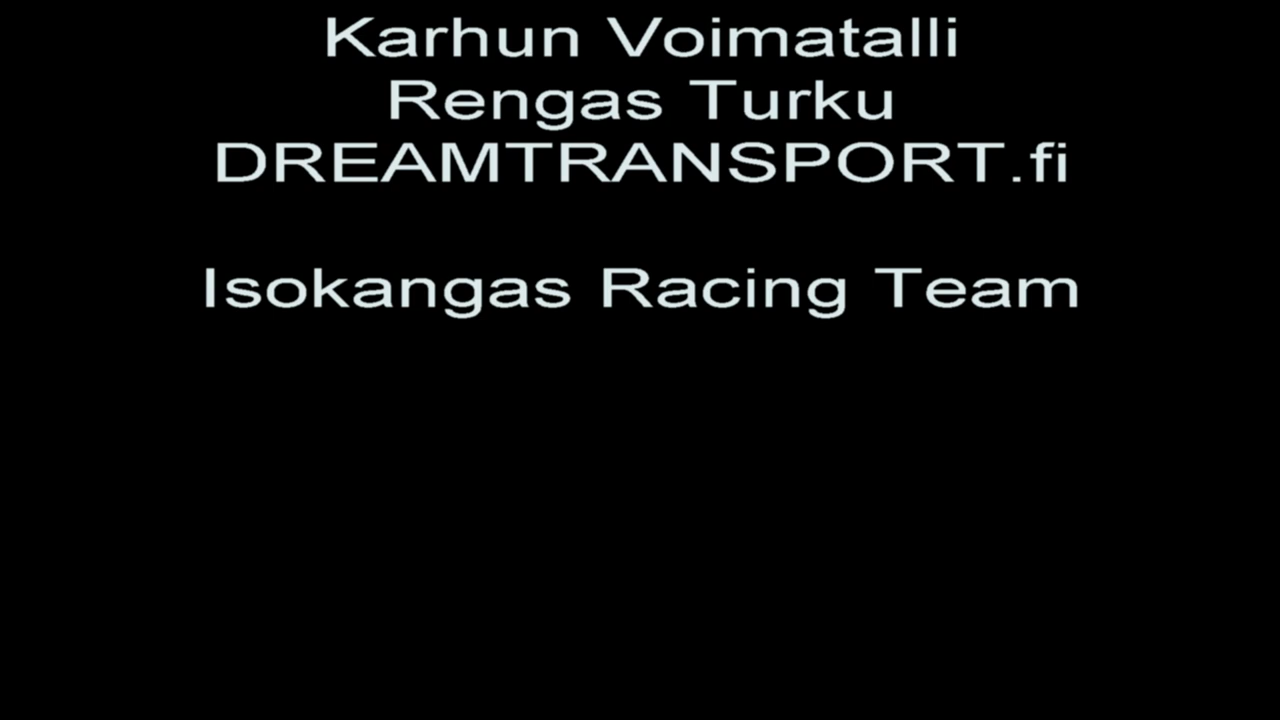 Karhun Voimatalli
Rengas Turku
DREAMTRANSPORT.fi
Isokangas Racing Team